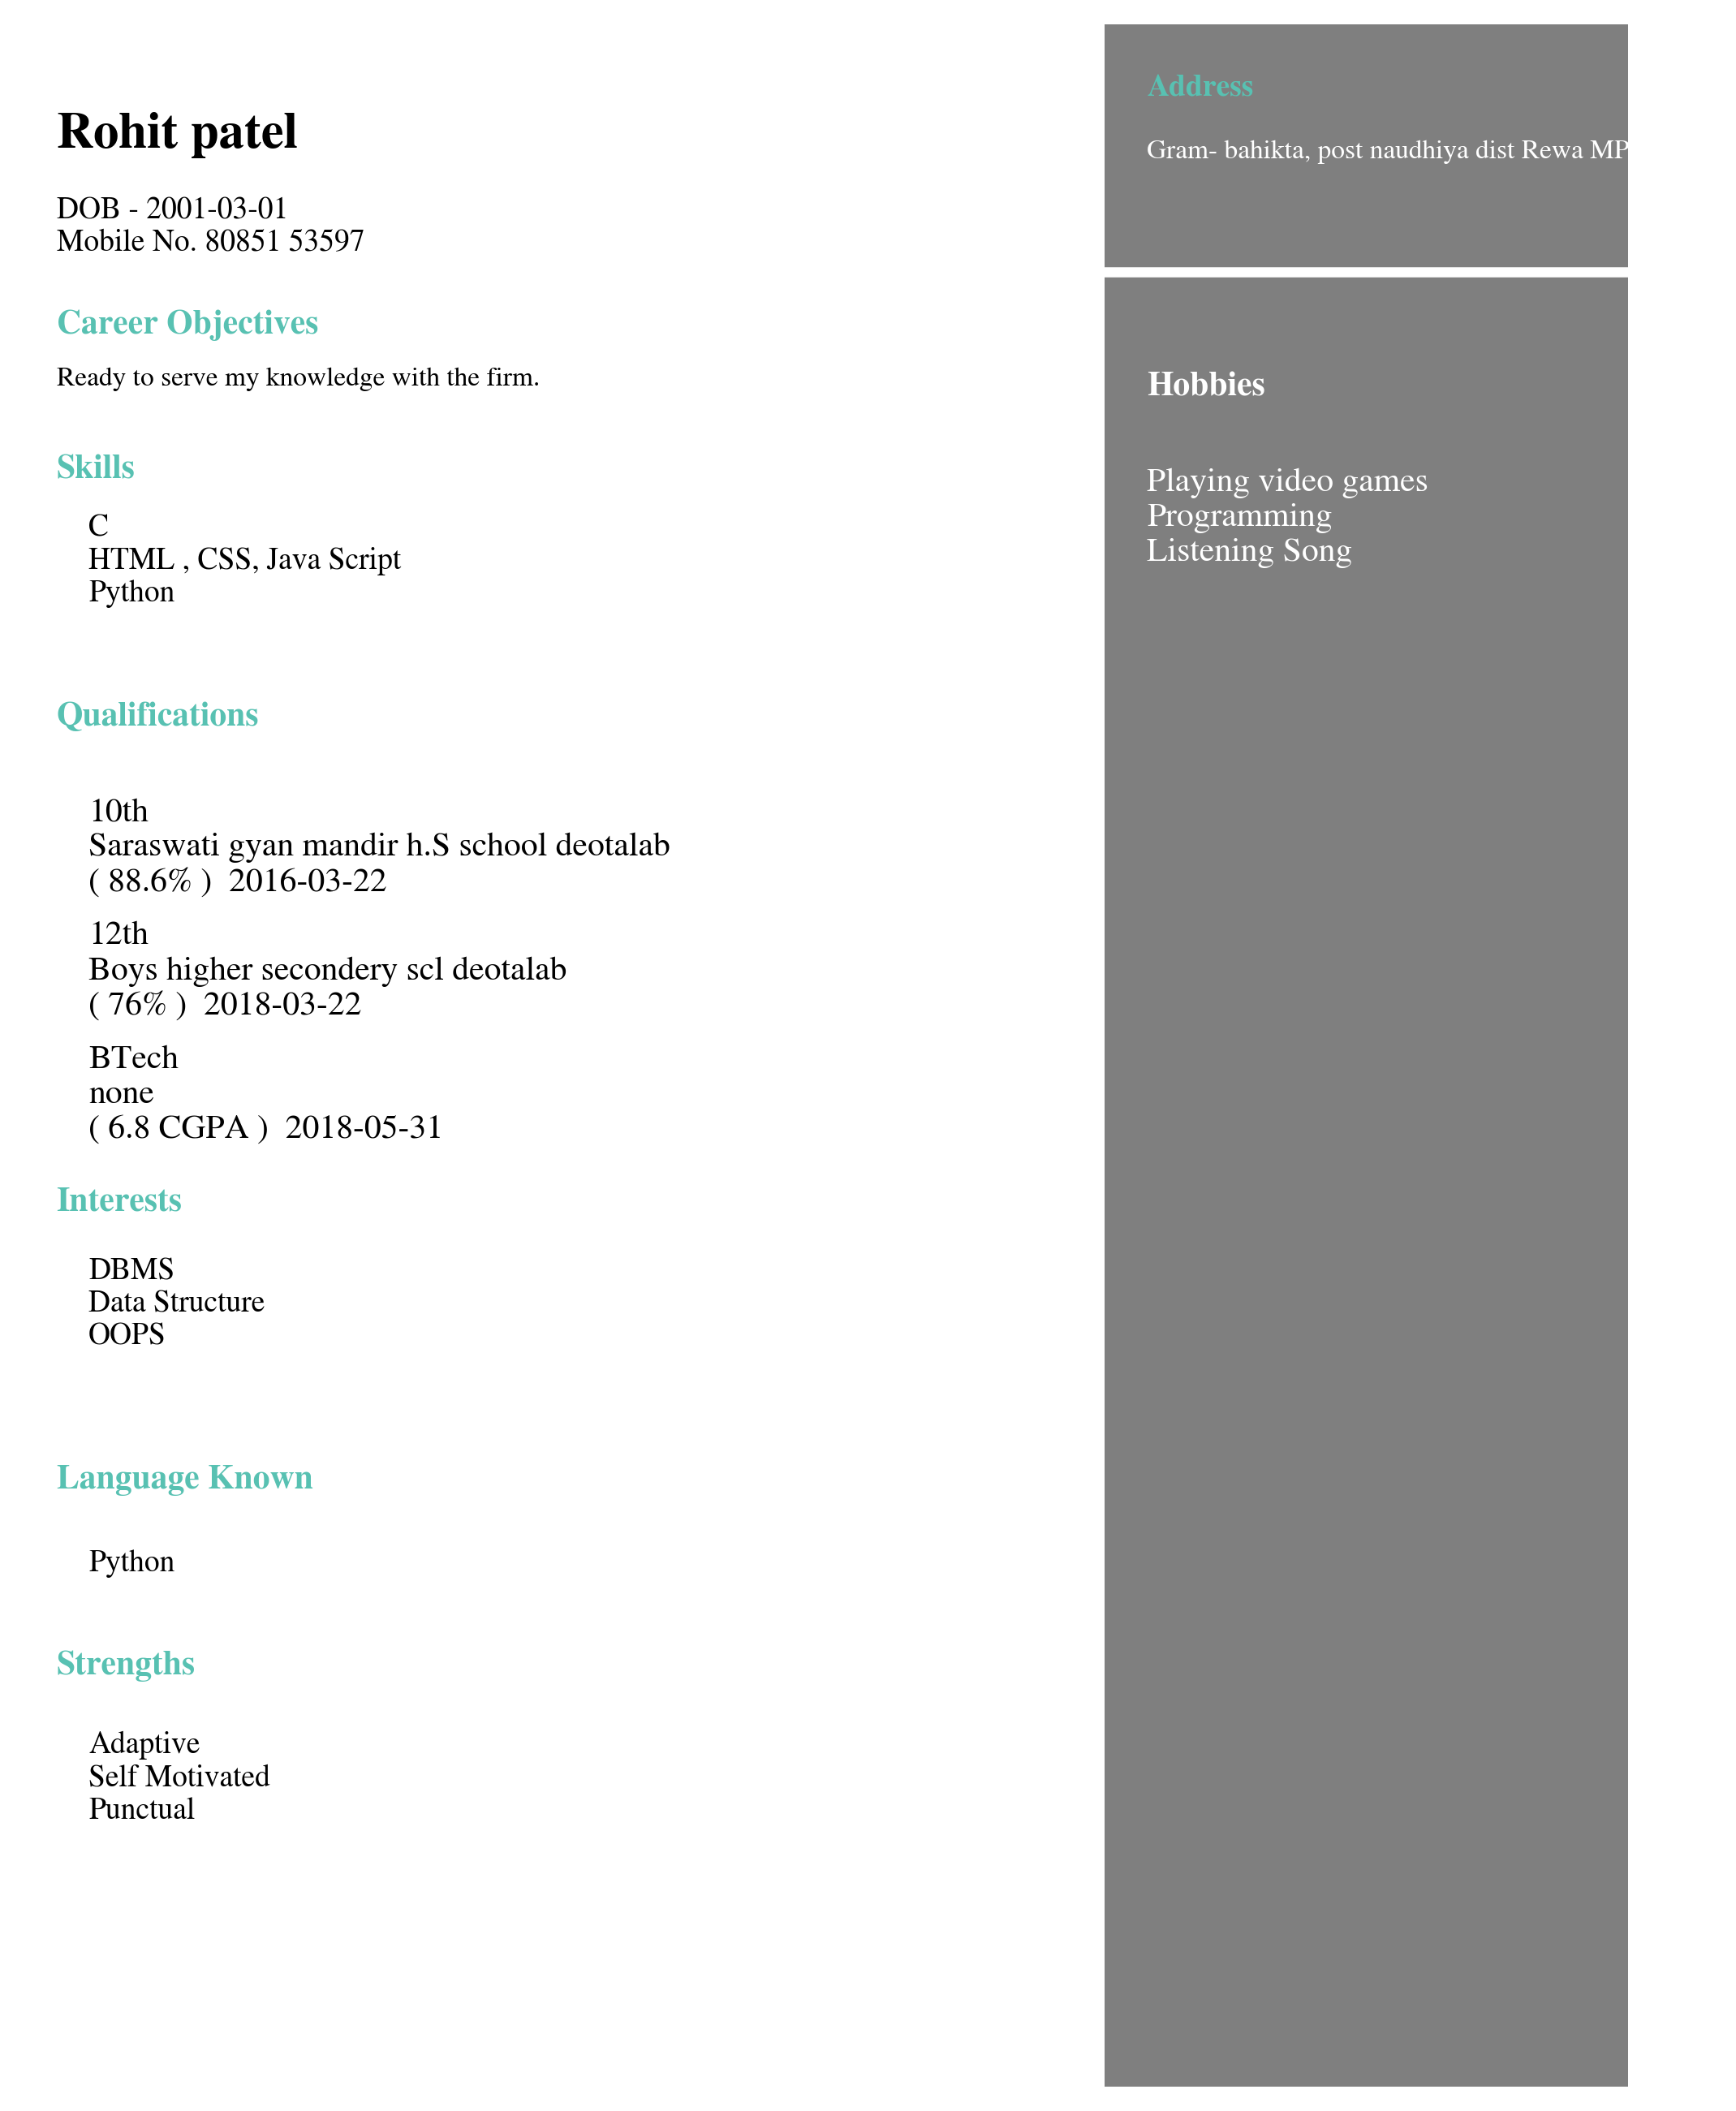 Rohit patel
DOB - 2001-03-01
Mobile No. 80851 53597
Career Objectives
Ready to serve my knowledge with the firm.
Skills
C
HTML , CSS, Java Script
Python
Qualifications
10th
Saraswati gyan mandir h.S school deotalab
( 88.6% )  2016-03-22
12th
Boys higher secondery scl deotalab
( 76% )  2018-03-22
BTech
none
( 6.8 CGPA )  2018-05-31
Interests
DBMS
Data Structure
OOPS
Language Known
Python
Strengths
Adaptive
Self Motivated
Punctual
Address
Gram- bahikta, post naudhiya dist Rewa MP
Hobbies
Playing video games
Programming
Listening Song